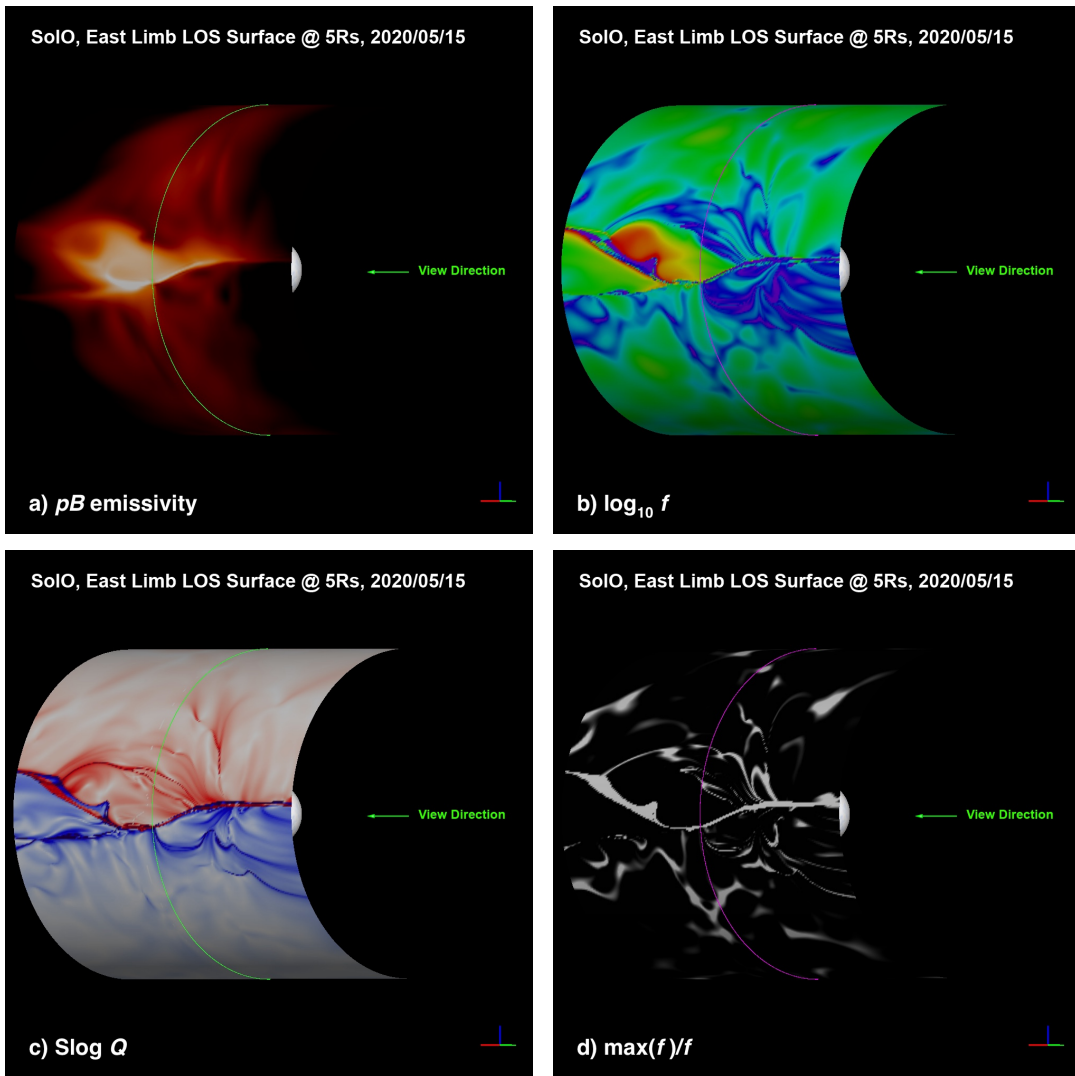 SolO, East Limb LOS Surface @ 5Rs, 2020/05/15
View Direction
a) pB emissivity
SolO, East Limb LOS Surface @ 5Rs, 2020/05/15
View Direction
b) log10 f
SolO, East Limb LOS Surface @ 5Rs, 2020/05/15
View Direction
c) Slog Q
SolO, East Limb LOS Surface @ 5Rs, 2020/05/15
View Direction
d) max(f)/f